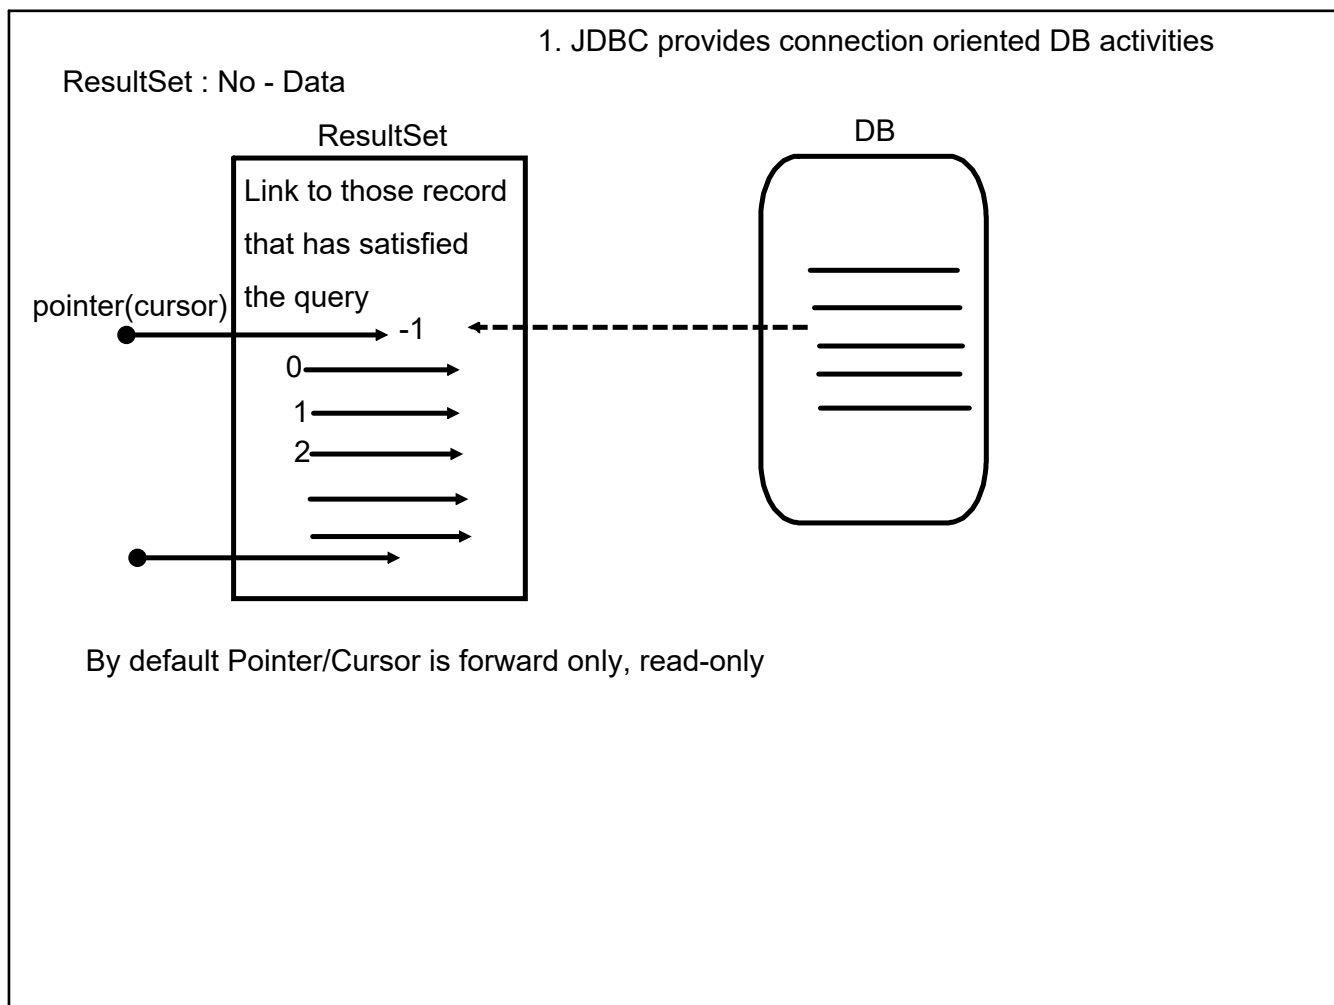 1. JDBC provides connection oriented DB activities
ResultSet : No - Data
ResultSet
DB
Link to those record
that has satisfied
the query
pointer(cursor)
-1
0
1
2
By default Pointer/Cursor is forward only, read-only